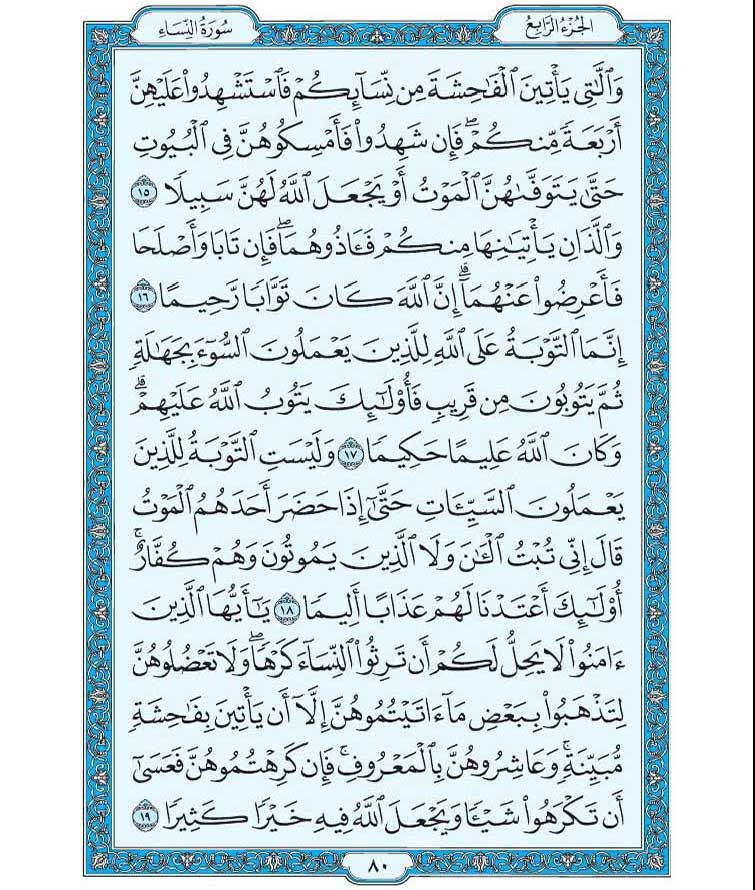 الجُزْءُ الرَّابِعُ
سُورَةُ النِّسَاءِ
وَٱلَّٰتِي يَأۡتِينَ ٱلۡفَٰحِشَةَ مِن نِّسَآئِكُمۡ فَٱسۡتَشۡهِدُواْ عَلَيۡهِنَّ
أَرۡبَعَةٗ مِّنكُمۡۖ فَإِن شَهِدُواْ فَأَمۡسِكُوهُنَّ فِي ٱلۡبُيُوتِ
حَتَّىٰ يَتَوَفَّىٰهُنَّ ٱلۡمَوۡتُ أَوۡ يَجۡعَلَ ٱللَّهُ لَهُنَّ سَبِيلٗا ١٥
وَٱلَّذَانِ يَأۡتِيَٰنِهَا مِنكُمۡ فَـَٔاذُوهُمَاۖ فَإِن تَابَا وَأَصۡلَحَا
فَأَعۡرِضُواْ عَنۡهُمَآۗ إِنَّ ٱللَّهَ كَانَ تَوَّابٗا رَّحِيمًا ١٦
إِنَّمَا ٱلتَّوۡبَةُ عَلَى ٱللَّهِ لِلَّذِينَ يَعۡمَلُونَ ٱلسُّوٓءَ بِجَهَٰلَةٖ
ثُمَّ يَتُوبُونَ مِن قَرِيبٖ فَأُوْلَٰٓئِكَ يَتُوبُ ٱللَّهُ عَلَيۡهِمۡۗ
وَكَانَ ٱللَّهُ عَلِيمًا حَكِيمٗا ١٧ وَلَيۡسَتِ ٱلتَّوۡبَةُ لِلَّذِينَ
يَعۡمَلُونَ ٱلسَّيِّـَٔاتِ حَتَّىٰٓ إِذَا حَضَرَ أَحَدَهُمُ ٱلۡمَوۡتُ
قَالَ إِنِّي تُبۡتُ ٱلۡـَٰٔنَ وَلَا ٱلَّذِينَ يَمُوتُونَ وَهُمۡ كُفَّارٌۚ
أُوْلَٰٓئِكَ أَعۡتَدۡنَا لَهُمۡ عَذَابًا أَلِيمٗا ١٨ يَٰٓأَيُّهَا ٱلَّذِينَ
ءَامَنُواْ لَا يَحِلُّ لَكُمۡ أَن تَرِثُواْ ٱلنِّسَآءَ كَرۡهٗاۖ وَلَا تَعۡضُلُوهُنَّ
لِتَذۡهَبُواْ بِبَعۡضِ مَآ ءَاتَيۡتُمُوهُنَّ إِلَّآ أَن يَأۡتِينَ بِفَٰحِشَةٖ
مُّبَيِّنَةٖۚ وَعَاشِرُوهُنَّ بِٱلۡمَعۡرُوفِۚ فَإِن كَرِهۡتُمُوهُنَّ فَعَسَىٰٓ
أَن تَكۡرَهُواْ شَيۡـٔٗا وَيَجۡعَلَ ٱللَّهُ فِيهِ خَيۡرٗا كَثِيرٗا ١٩
٨٠